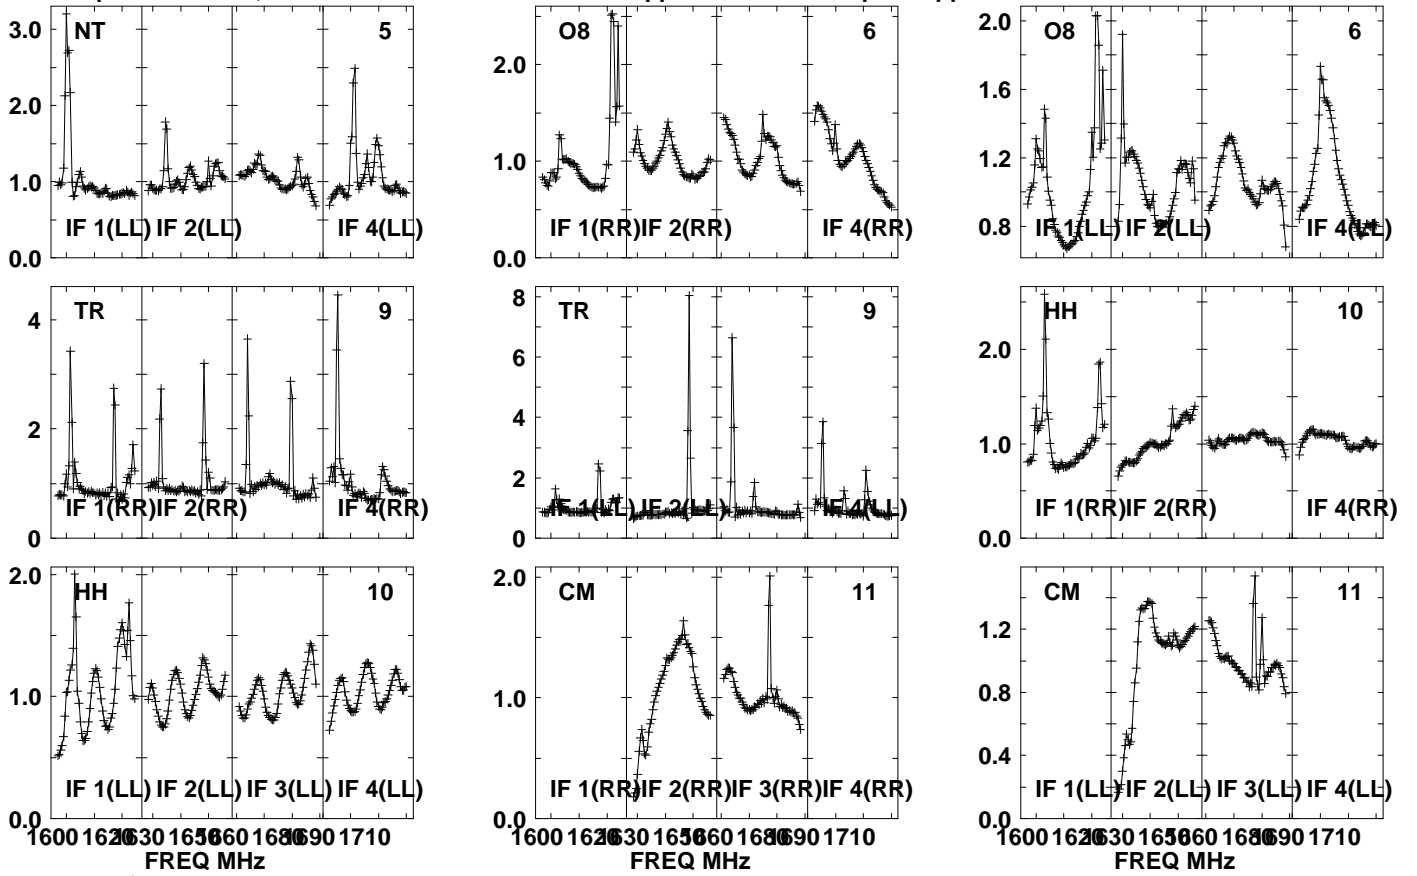 NT 5
3.0
2.0
1.0
0.0
IF 1(LL) IF 2(LL) IF 4(LL)
O8 6
2.0
1.0
0.0
IF 1(RR) IF 2(RR) IF 4(RR)
O8 6
2.0
1.6
1.2
0.8
IF 1(LL) IF 2(LL) IF 4(LL)
TR 9
4
2
0
IF 1(RR) IF 2(RR) IF 4(RR)
TR 9
8
6
4
2
0
IF 1(LL) IF 2(LL) IF 4(LL)
HH 10
2.0
1.0
0.0
IF 1(RR) IF 2(RR) IF 4(RR)
HH 10
2.0
1.0
0.0
IF 1(LL) IF 2(LL) IF 3(LL) IF 4(LL)
1600 1620 1630 1650 1660 1680 1690 1710
FREQ MHz
CM 11
2.0
1.0
0.0
IF 1(RR) IF 2(RR) IF 3(RR) IF 4(RR)
1600 1620 1630 1650 1660 1680 1690 1710
FREQ MHz
CM 11
1.2
0.8
0.4
0.0
IF 1(LL) IF 2(LL) IF 3(LL) IF 4(LL)
1600 1620 1630 1650 1660 1680 1690 1710
FREQ MHz